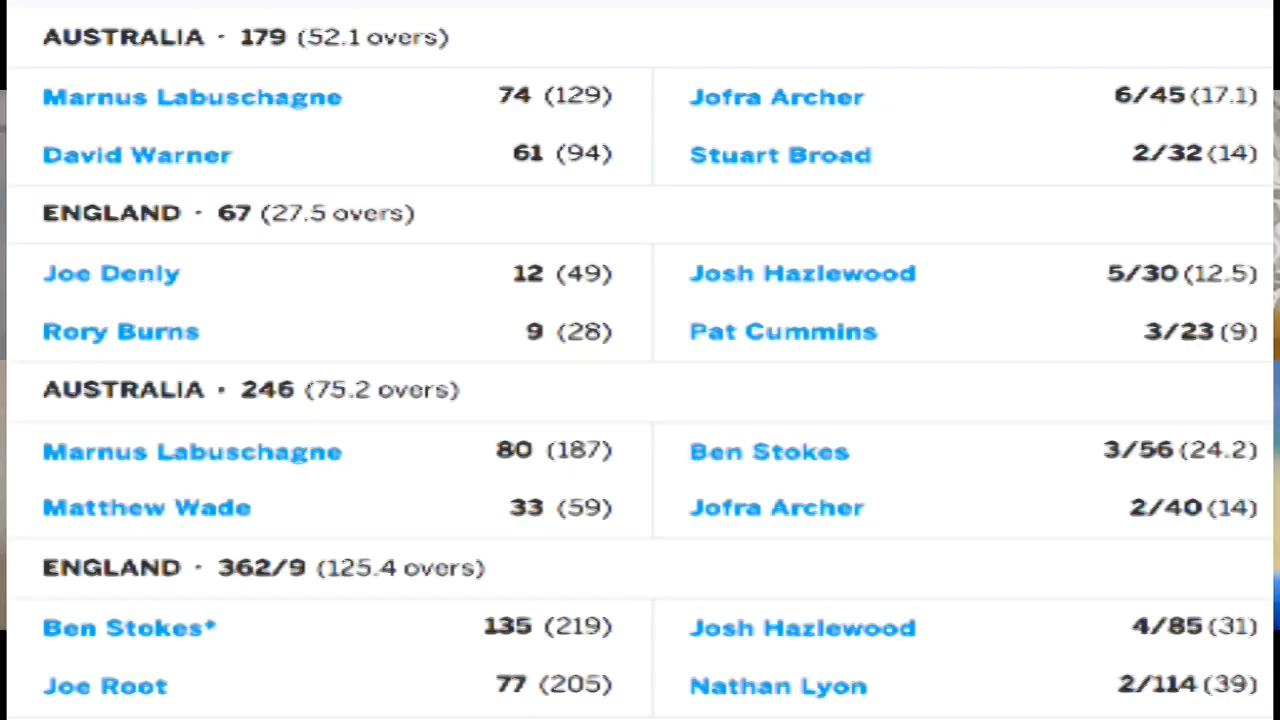 AUSTRALIA · 179 (52.1 overs)
Marnus Labuschagne 74 (129) Jofra Archer 6/45 (17.1)
David Warner 61 (94) Stuart Broad 2/32 (14)
ENGLAND · 67 (27.5 overs)
Joe Denly 12 (49) Josh Hazlewood 5/30 (12.5)
Rory Burns 9 (28) Pat Cummins 3/23 (9)
AUSTRALIA · 246 (75.2 overs)
Marnus Labuschagne 80 (187) Ben Stokes 3/56 (24.2)
Matthew Wade 33 (59) Jofra Archer 2/40 (14)
ENGLAND · 362/9 (125.4 overs)
Ben Stokes* 135 (219) Josh Hazlewood 4/85 (31)
Joe Root 77 (205) Nathan Lyon 2/114 (39)